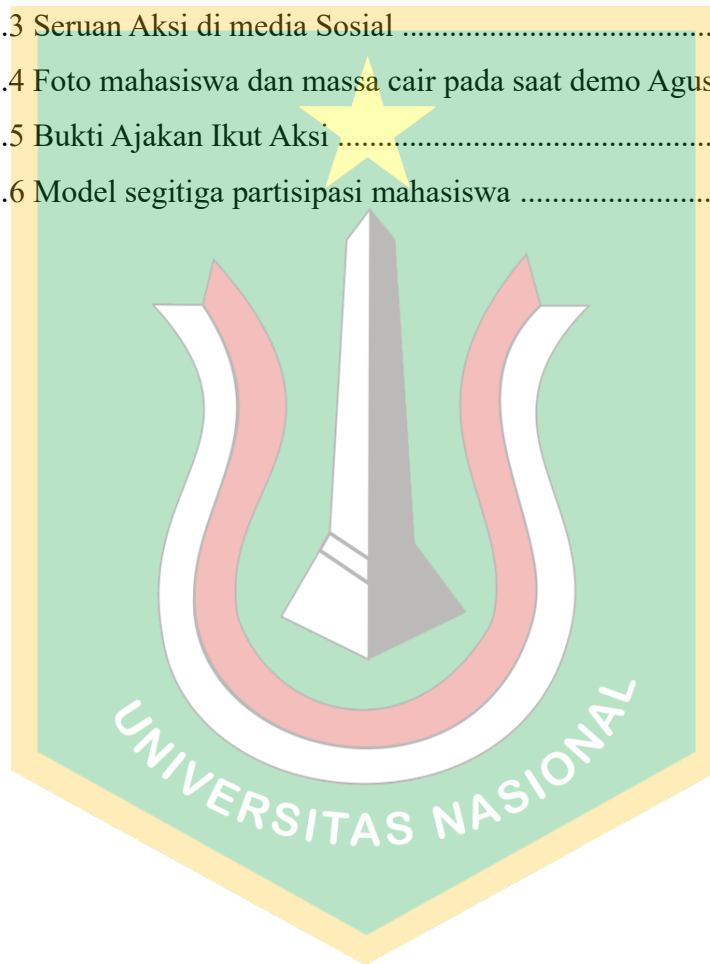 .3 Seruan Aksi di media Sosial ........................................
.4 Foto mahasiswa dan massa cair pada saat demo Agus
.5 Bukti Ajakan Ikut Aksi ................................................
.6 Model segitiga partisipasi mahasiswa .........................
UNIVERSITAS NASIONAL